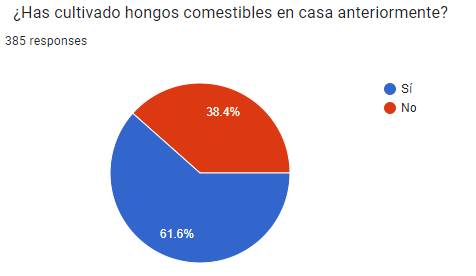 ¿Has cultivado hongos comestibles en casa anteriormente?
385 responses
Sí
No
38.4%
61.6%